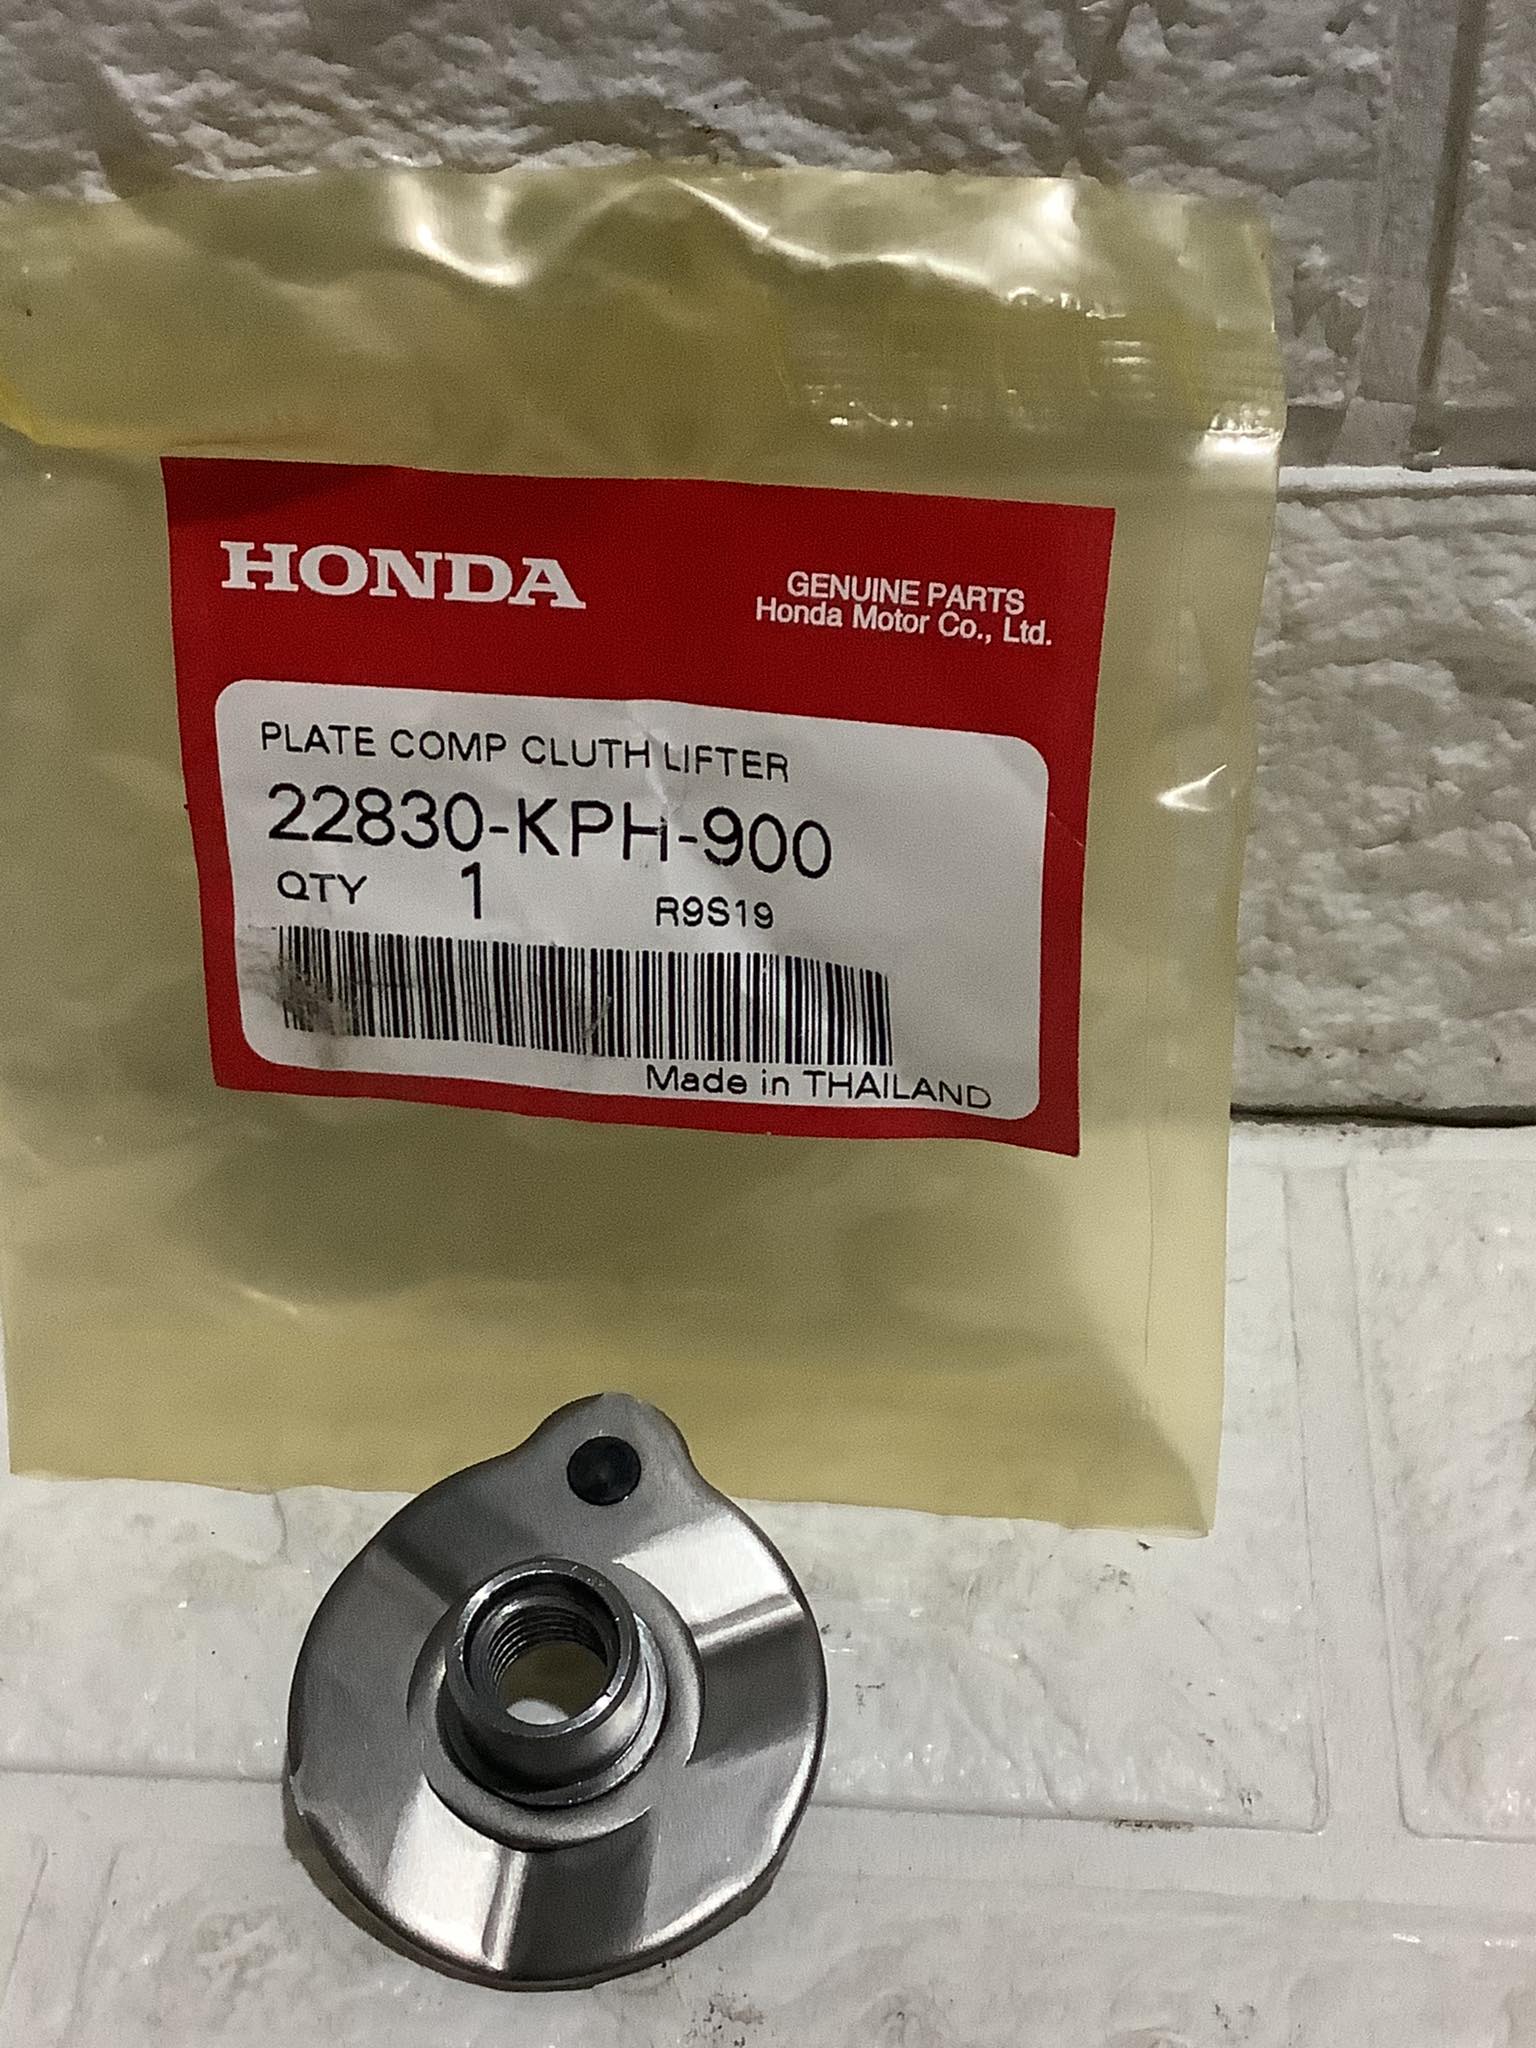 HONDA
GENUINE PARTS
Honda Motor Co., Ltd.
PLATE COMP CLUTH LIFTER
22830-KPH-900
QTY 1 R9S19
Made in THAILAND